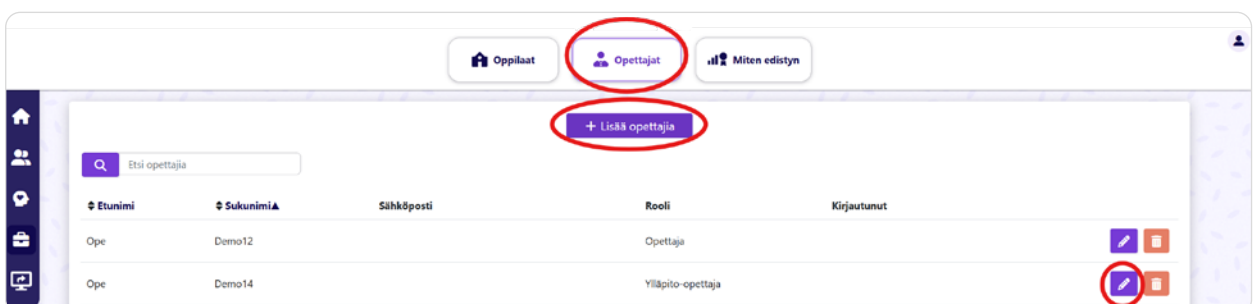 Oppilaat Opettajat Miten edistyn
+ Lisää opettajia
Etsi opettajia
Etunimi Sukunimi▲ Sähköposti Rooli Kirjautunut
Ope Demo12 Opettaja
Ope Demo14 Ylläpito-opettaja